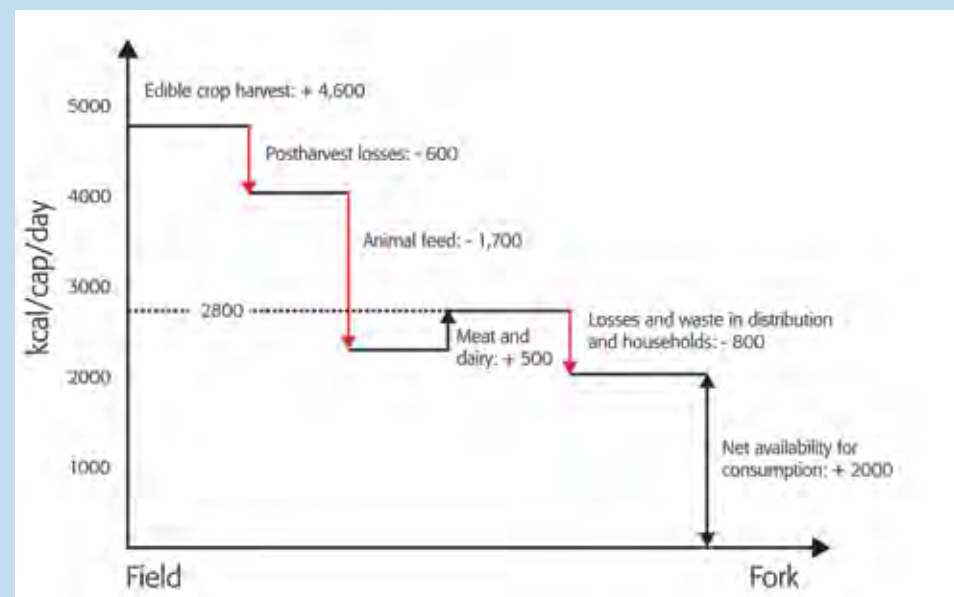 Edible crop harvest: + 4,600
5000
Postharvest losses: - 600
4000
Animal feed: - 1,700
kcal/cap/day
3000
2800
Losses and waste in distribution
and households: - 800
Meat and
dairy: + 500
2000
Net availability for
consumption: + 2000
1000
Field
Fork